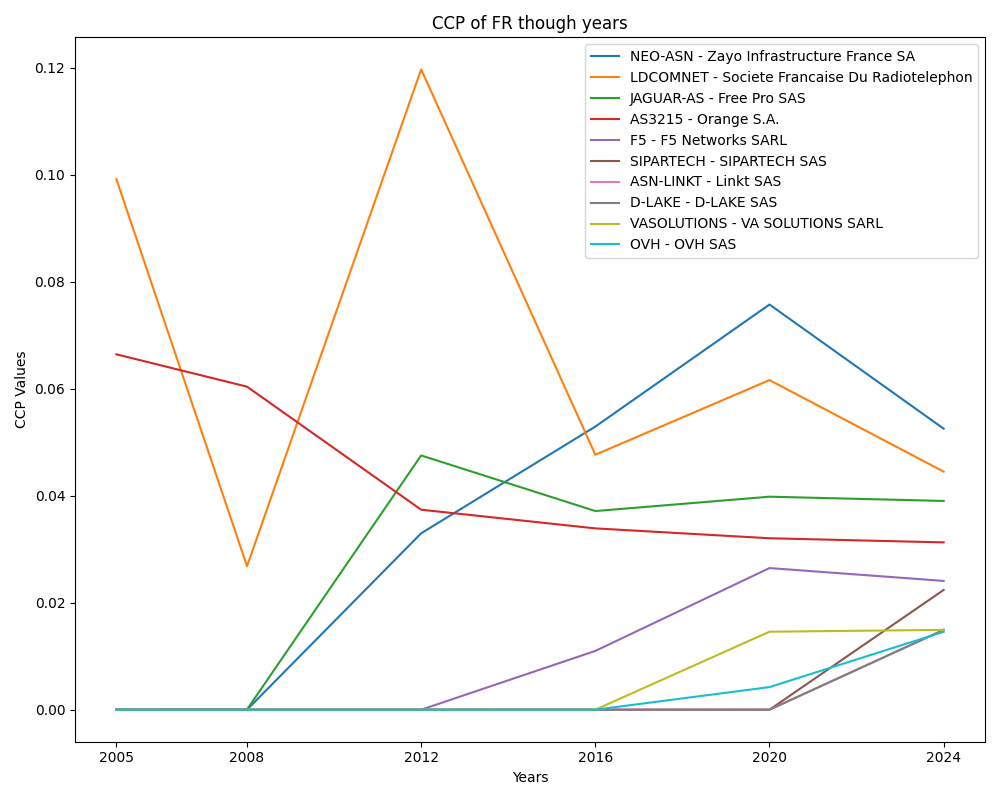 CCP of FR though years
NEO-ASN - Zayo Infrastructure France SA
LDCOMNET - Societe Francaise Du Radiotelephon
JAGUAR-AS - Free Pro SAS
AS3215 - Orange S.A.
F5 - F5 Networks SARL
SIPARTECH - SIPARTECH SAS
ASN-LINKT - Linkt SAS
D-LAKE - D-LAKE SAS
VASOLUTIONS - VA SOLUTIONS SARL
OVH - OVH SAS
CCP Values
0.12
0.10
0.08
0.06
0.04
0.02
0.00
2005 2008 2012 2016 2020 2024
Years